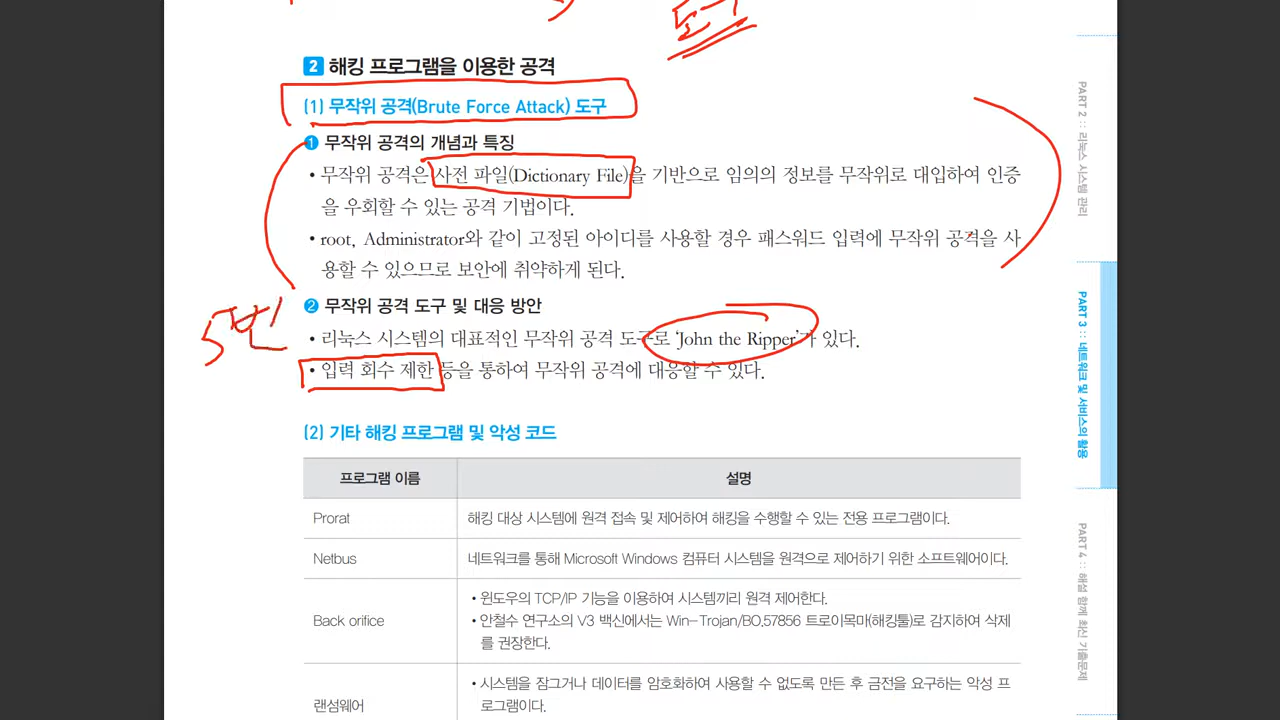 도구
2 해킹 프로그램을 이용한 공격
(1) 무작위 공격(Brute Force Attack) 도구
❶ 무작위 공격의 개념과 특징
• 무작위 공격은 사전 파일(Dictionary File)을 기반으로 임의의 정보를 무작위로 대입하여 인증
을 우회할 수 있는 공격 기법이다.
• root, Administrator와 같이 고정된 아이디를 사용할 경우 패스워드 입력에 무작위 공격을 사
용할 수 있으므로 보안에 취약하게 된다.
❷ 무작위 공격 도구 및 대응 방안
5번
• 리눅스 시스템의 대표적인 무작위 공격 도구로 ‘John the Ripper’가 있다.
• 입력 회수 제한 등을 통하여 무작위 공격에 대응할 수 있다.
(2) 기타 해킹 프로그램 및 악성 코드
프로그램 이름 설명
Prorat 해킹 대상 시스템에 원격 접속 및 제어하여 해킹을 수행할 수 있는 전용 프로그램이다.
Netbus 네트워크를 통해 Microsoft Windows 컴퓨터 시스템을 원격으로 제어하기 위한 소프트웨어이다.
Back orifice
• 윈도우의 TCP/IP 기능을 이용하여 시스템끼리 원격 제어한다.
• 안철수 연구소의 V3 백신에서는 Win-Trojan/BO.57856 트로이목마(해킹툴)로 감지하여 삭제
를 권장한다.
랜섬웨어
• 시스템을 잠그거나 데이터를 암호화하여 사용할 수 없도록 만든 후 금전을 요구하는 악성 프
로그램이다.
PART 2 :: 리눅스 시스템 관리
PART 3 :: 네트워크 및 서비스의 활용
PART 4 :: 해설 함께 최신 기출문제